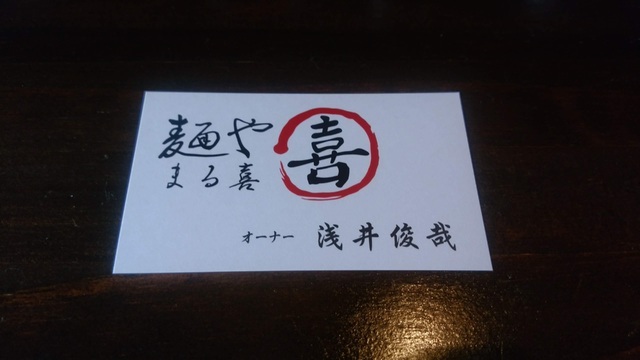 麺や
まる喜
喜
オーナー 浅井俊哉